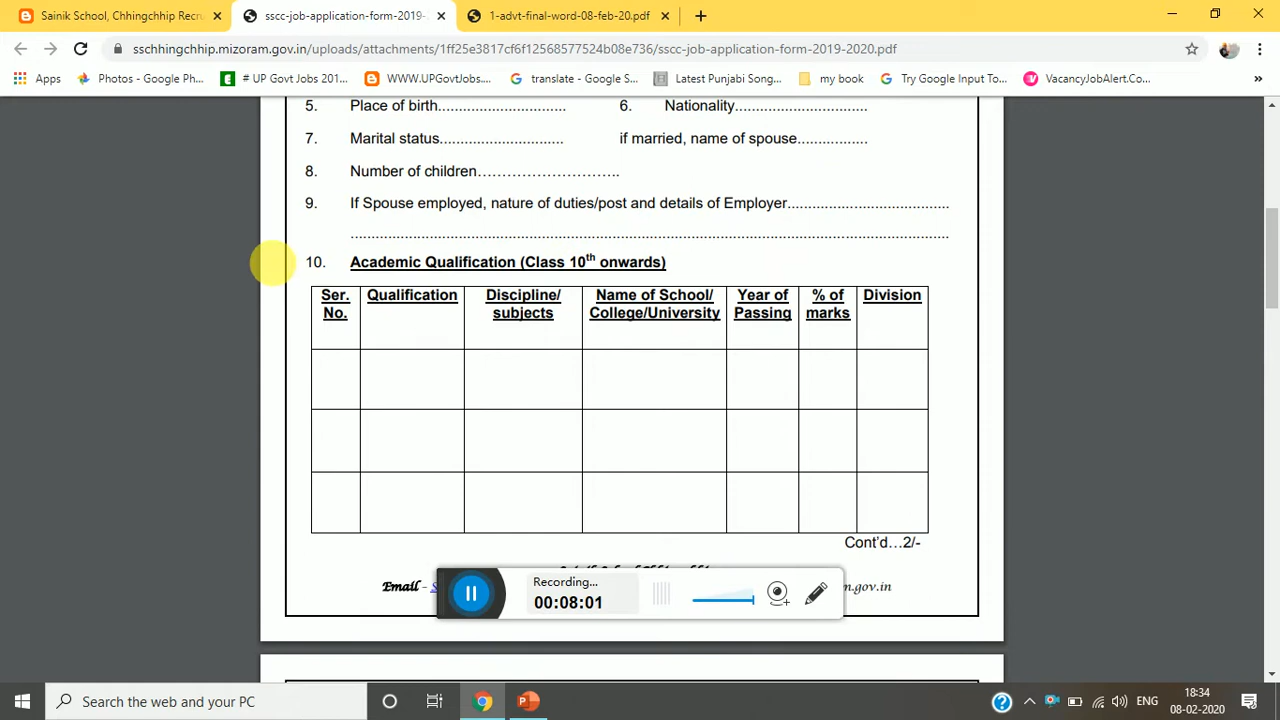 Sainik School, Chhingchhip Recru
sscc-job-application-form-2019-
1-advt-final-word-08-feb-20.pdf
sschhingchhip.mizoram.gov.in/uploads/attachments/1ff25e3817cf6f12568577524b08e736/sscc-job-application-form-2019-2020.pdf
Apps Photos - Google Ph... # UP Govt Jobs 201... WWW.UPGovtJobs.... translate - Google S... Latest Punjabi Song... my book Try Google Input To... VacancyJobAlert.Co... »
5. Place of birth............................ 6. Nationality............................
7. Marital status........................... if married, name of spouse...............
8. Number of children………………………..
9. If Spouse employed, nature of duties/post and details of Employer....................................
...............................................................................................................
10. Academic Qualification (Class 10th onwards)
Ser. No. Qualification Discipline/ subjects Name of School/ College/University Year of Passing % of marks Division
Cont'd…2/-
Email - m.gov.in
Recording...
00:08:01
Search the web and your PC
ENG
18:34
08-02-2020